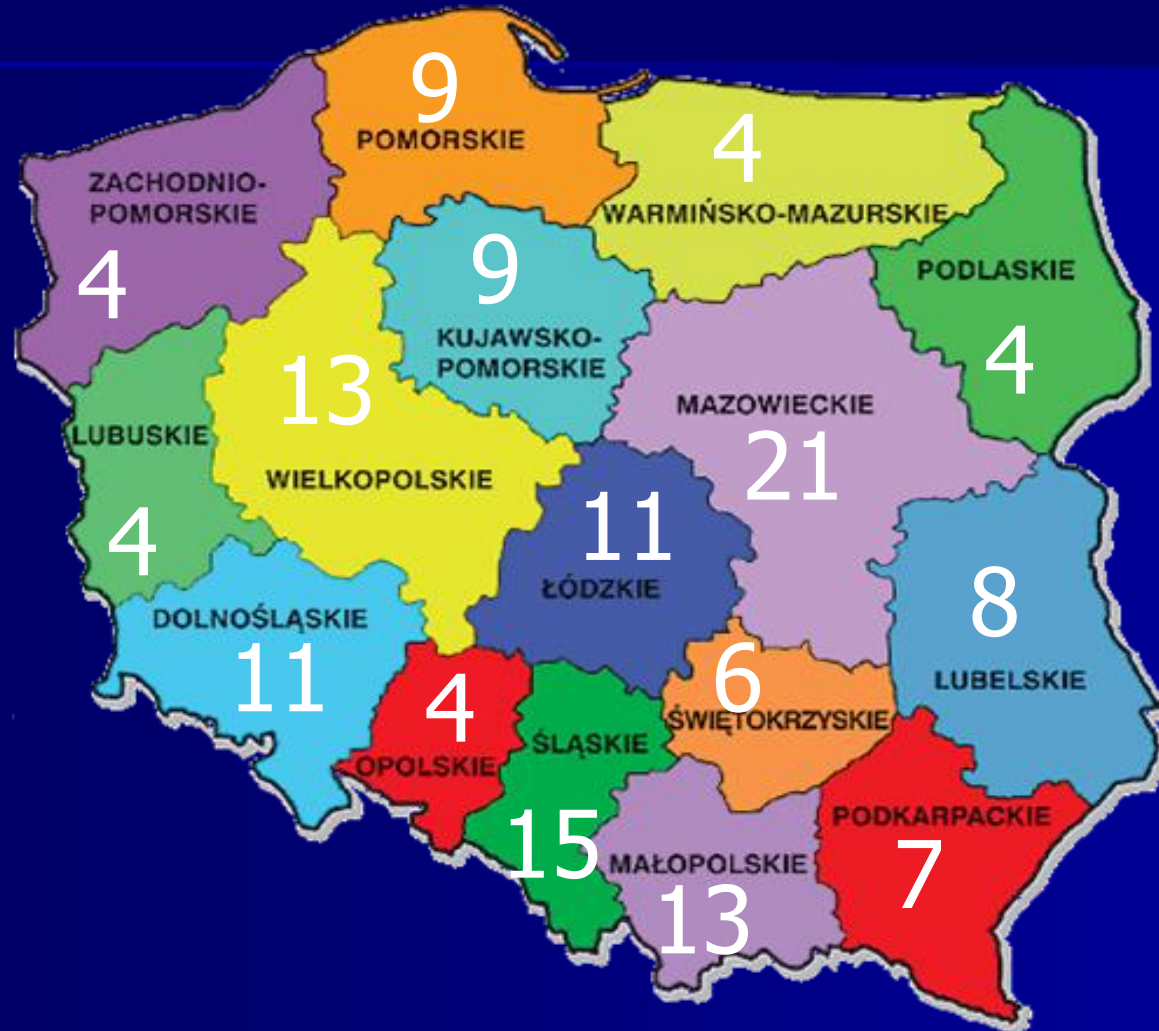 9
POMORSKIE
4
WARMIŃSKO-MAZURSKIE
ZACHODNIO-
POMORSKIE
4
PODLASKIE
4
9
KUJAWSKO-
POMORSKIE
13
WIELKOPOLSKIE
MAZOWIECKIE
21
LUBUSKIE
4
11
ŁÓDZKIE
8
LUBELSKIE
DOLNOŚLĄSKIE
11
4
OPOLSKIE
ŚLĄSKIE
15
6
ŚWIĘTOKRZYSKIE
MAŁOPOLSKIE
13
PODKARPACKIE
7